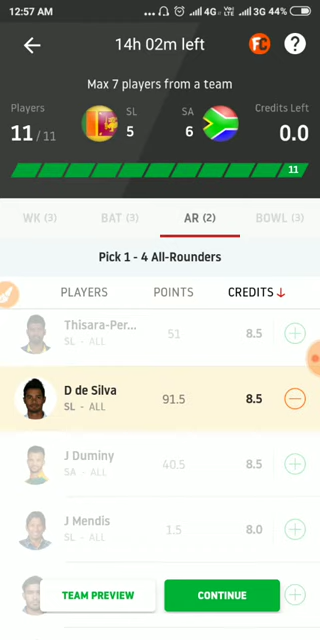 12:57 AM ... 4G VoLTE 3G 44%
14h 02m left FC ?
Max 7 players from a team
Players SL SA Credits Left
11 / 11 5 6 0.0
11
WK (3) BAT (3) AR (2) BOWL (3)
Pick 1 - 4 All-Rounders
PLAYERS POINTS CREDITS ↓
Thisara-Per... 51 8.5
SL - ALL
D de Silva 91.5 8.5
SL - ALL
J Duminy 40.5 8.5
SA - ALL
J Mendis 1.5 8.0
SL - ALL
TEAM PREVIEW CONTINUE